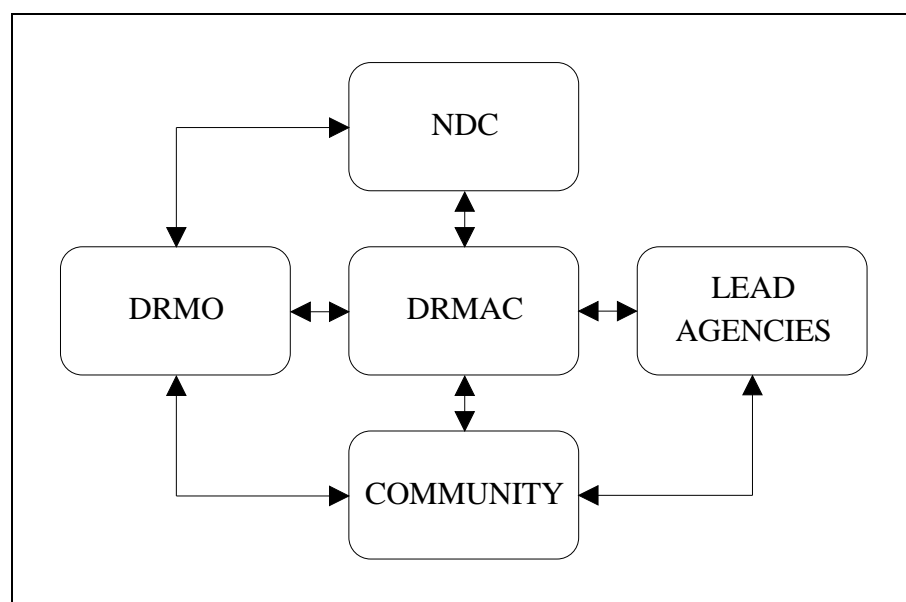 NDC
DRMO
DRMAC
LEAD
AGENCIES
COMMUNITY